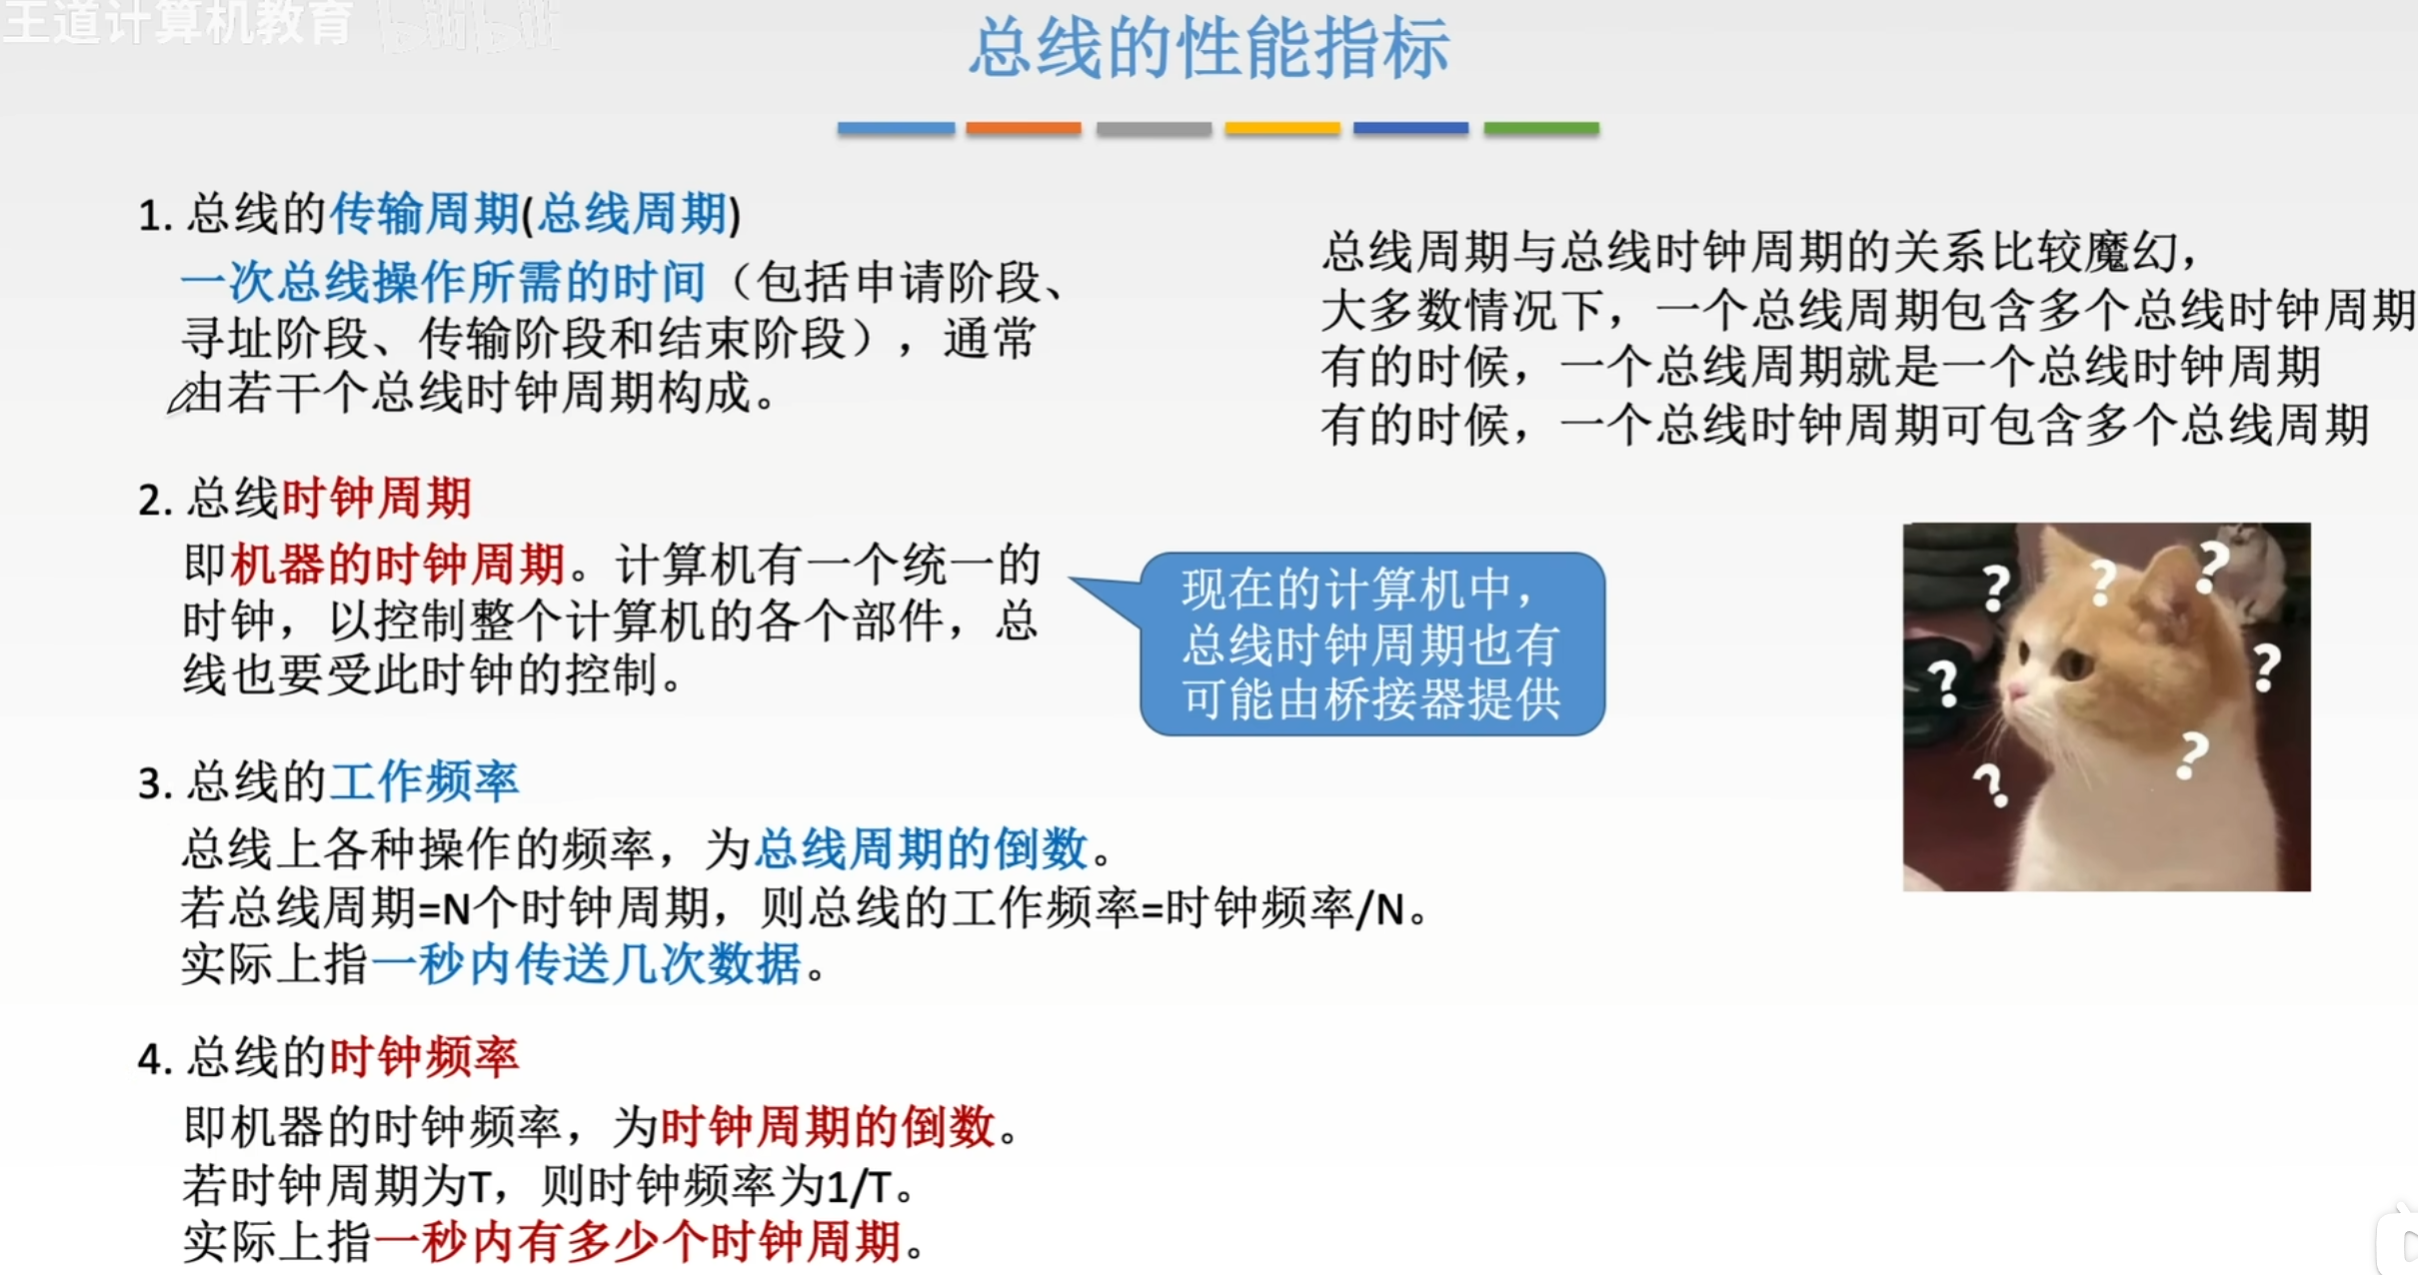 王道计算机教育 bilibili
总线的性能指标
1. 总线的传输周期(总线周期)
一次总线操作所需的时间（包括申请阶段、
寻址阶段、传输阶段和结束阶段），通常
由若干个总线时钟周期构成。
总线周期与总线时钟周期的关系比较魔幻，
大多数情况下，一个总线周期包含多个总线时钟周期
有的时候，一个总线周期就是一个总线时钟周期
有的时候，一个总线时钟周期可包含多个总线周期
2. 总线时钟周期
即机器的时钟周期。计算机有一个统一的
时钟，以控制整个计算机的各个部件，总
线也要受此时钟的控制。
现在的计算机中，
总线时钟周期也有
可能由桥接器提供
? ? ? ? ? ? ?
3. 总线的工作频率
总线上各种操作的频率，为总线周期的倒数。
若总线周期=N个时钟周期，则总线的工作频率=时钟频率/N。
实际上指一秒内传送几次数据。
4. 总线的时钟频率
即机器的时钟频率，为时钟周期的倒数。
若时钟周期为T，则时钟频率为1/T。
实际上指一秒内有多少个时钟周期。